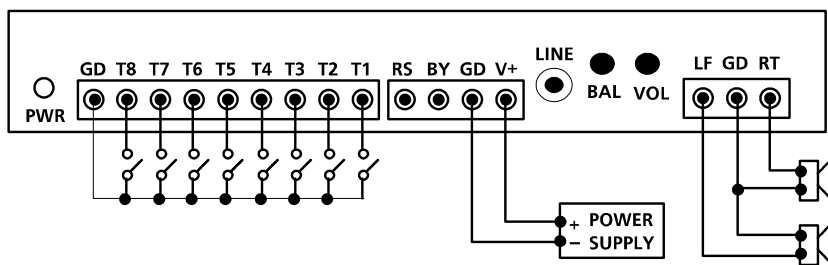 PWR
GD T8 T7 T6 T5 T4 T3 T2 T1
RS BY GD V+
LINE
BAL VOL
LF GD RT
+ POWER
− SUPPLY